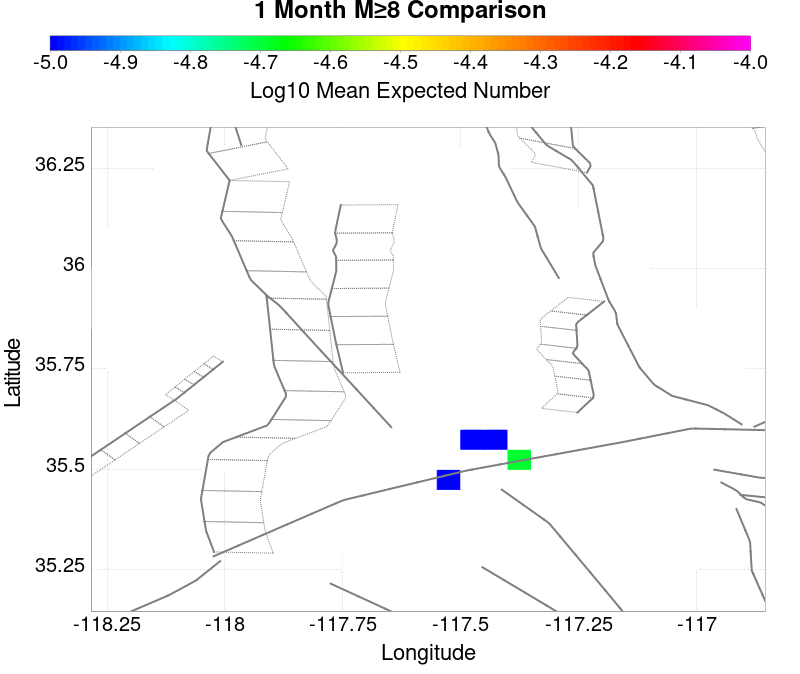 1 Month M≥8 Comparison
-5.0 -4.9 -4.8 -4.7 -4.6 -4.5 -4.4 -4.3 -4.2 -4.1 -4.0
Log10 Mean Expected Number
36.25
36
35.75
35.5
35.25
Latitude
-118.25 -118 -117.75 -117.5 -117.25 -117
Longitude